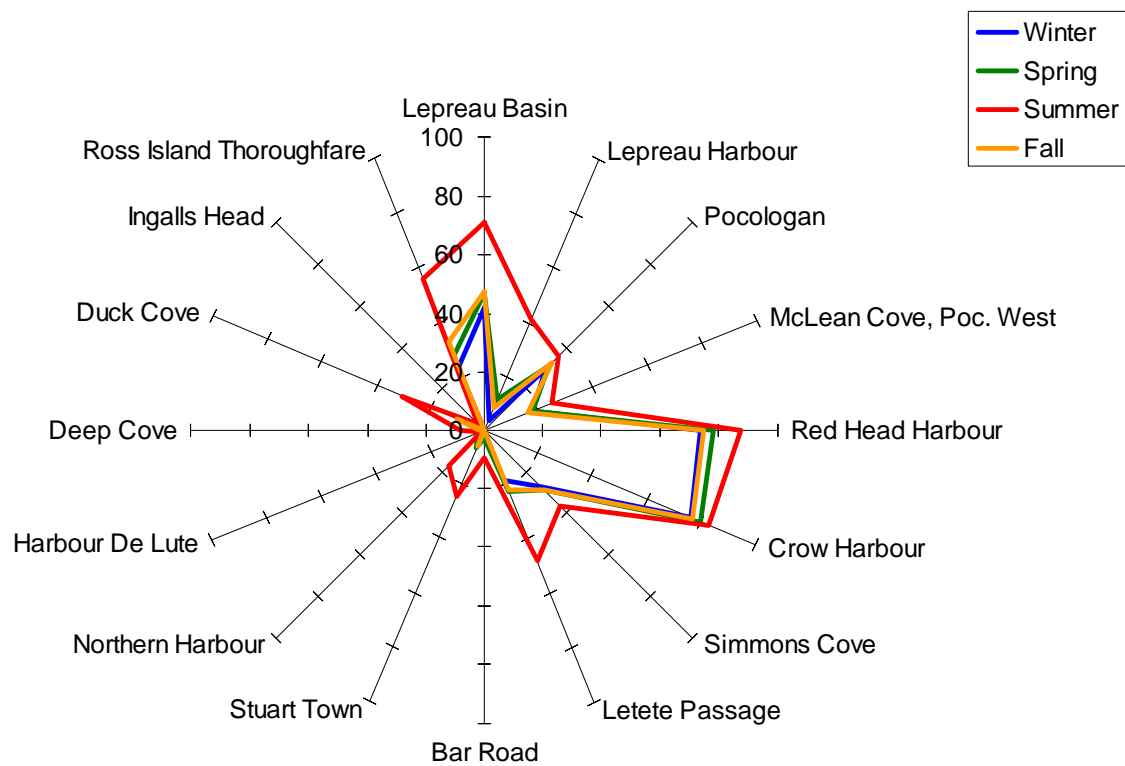 Winter
Spring
Summer
Fall
Lepreau Basin
Lepreau Harbour
Pocologan
McLean Cove, Poc. West
Red Head Harbour
Crow Harbour
Simmons Cove
Letete Passage
Bar Road
Stuart Town
Northern Harbour
Harbour De Lute
Deep Cove
Duck Cove
Ingalls Head
Ross Island Thoroughfare
100
80
60
40
20
0